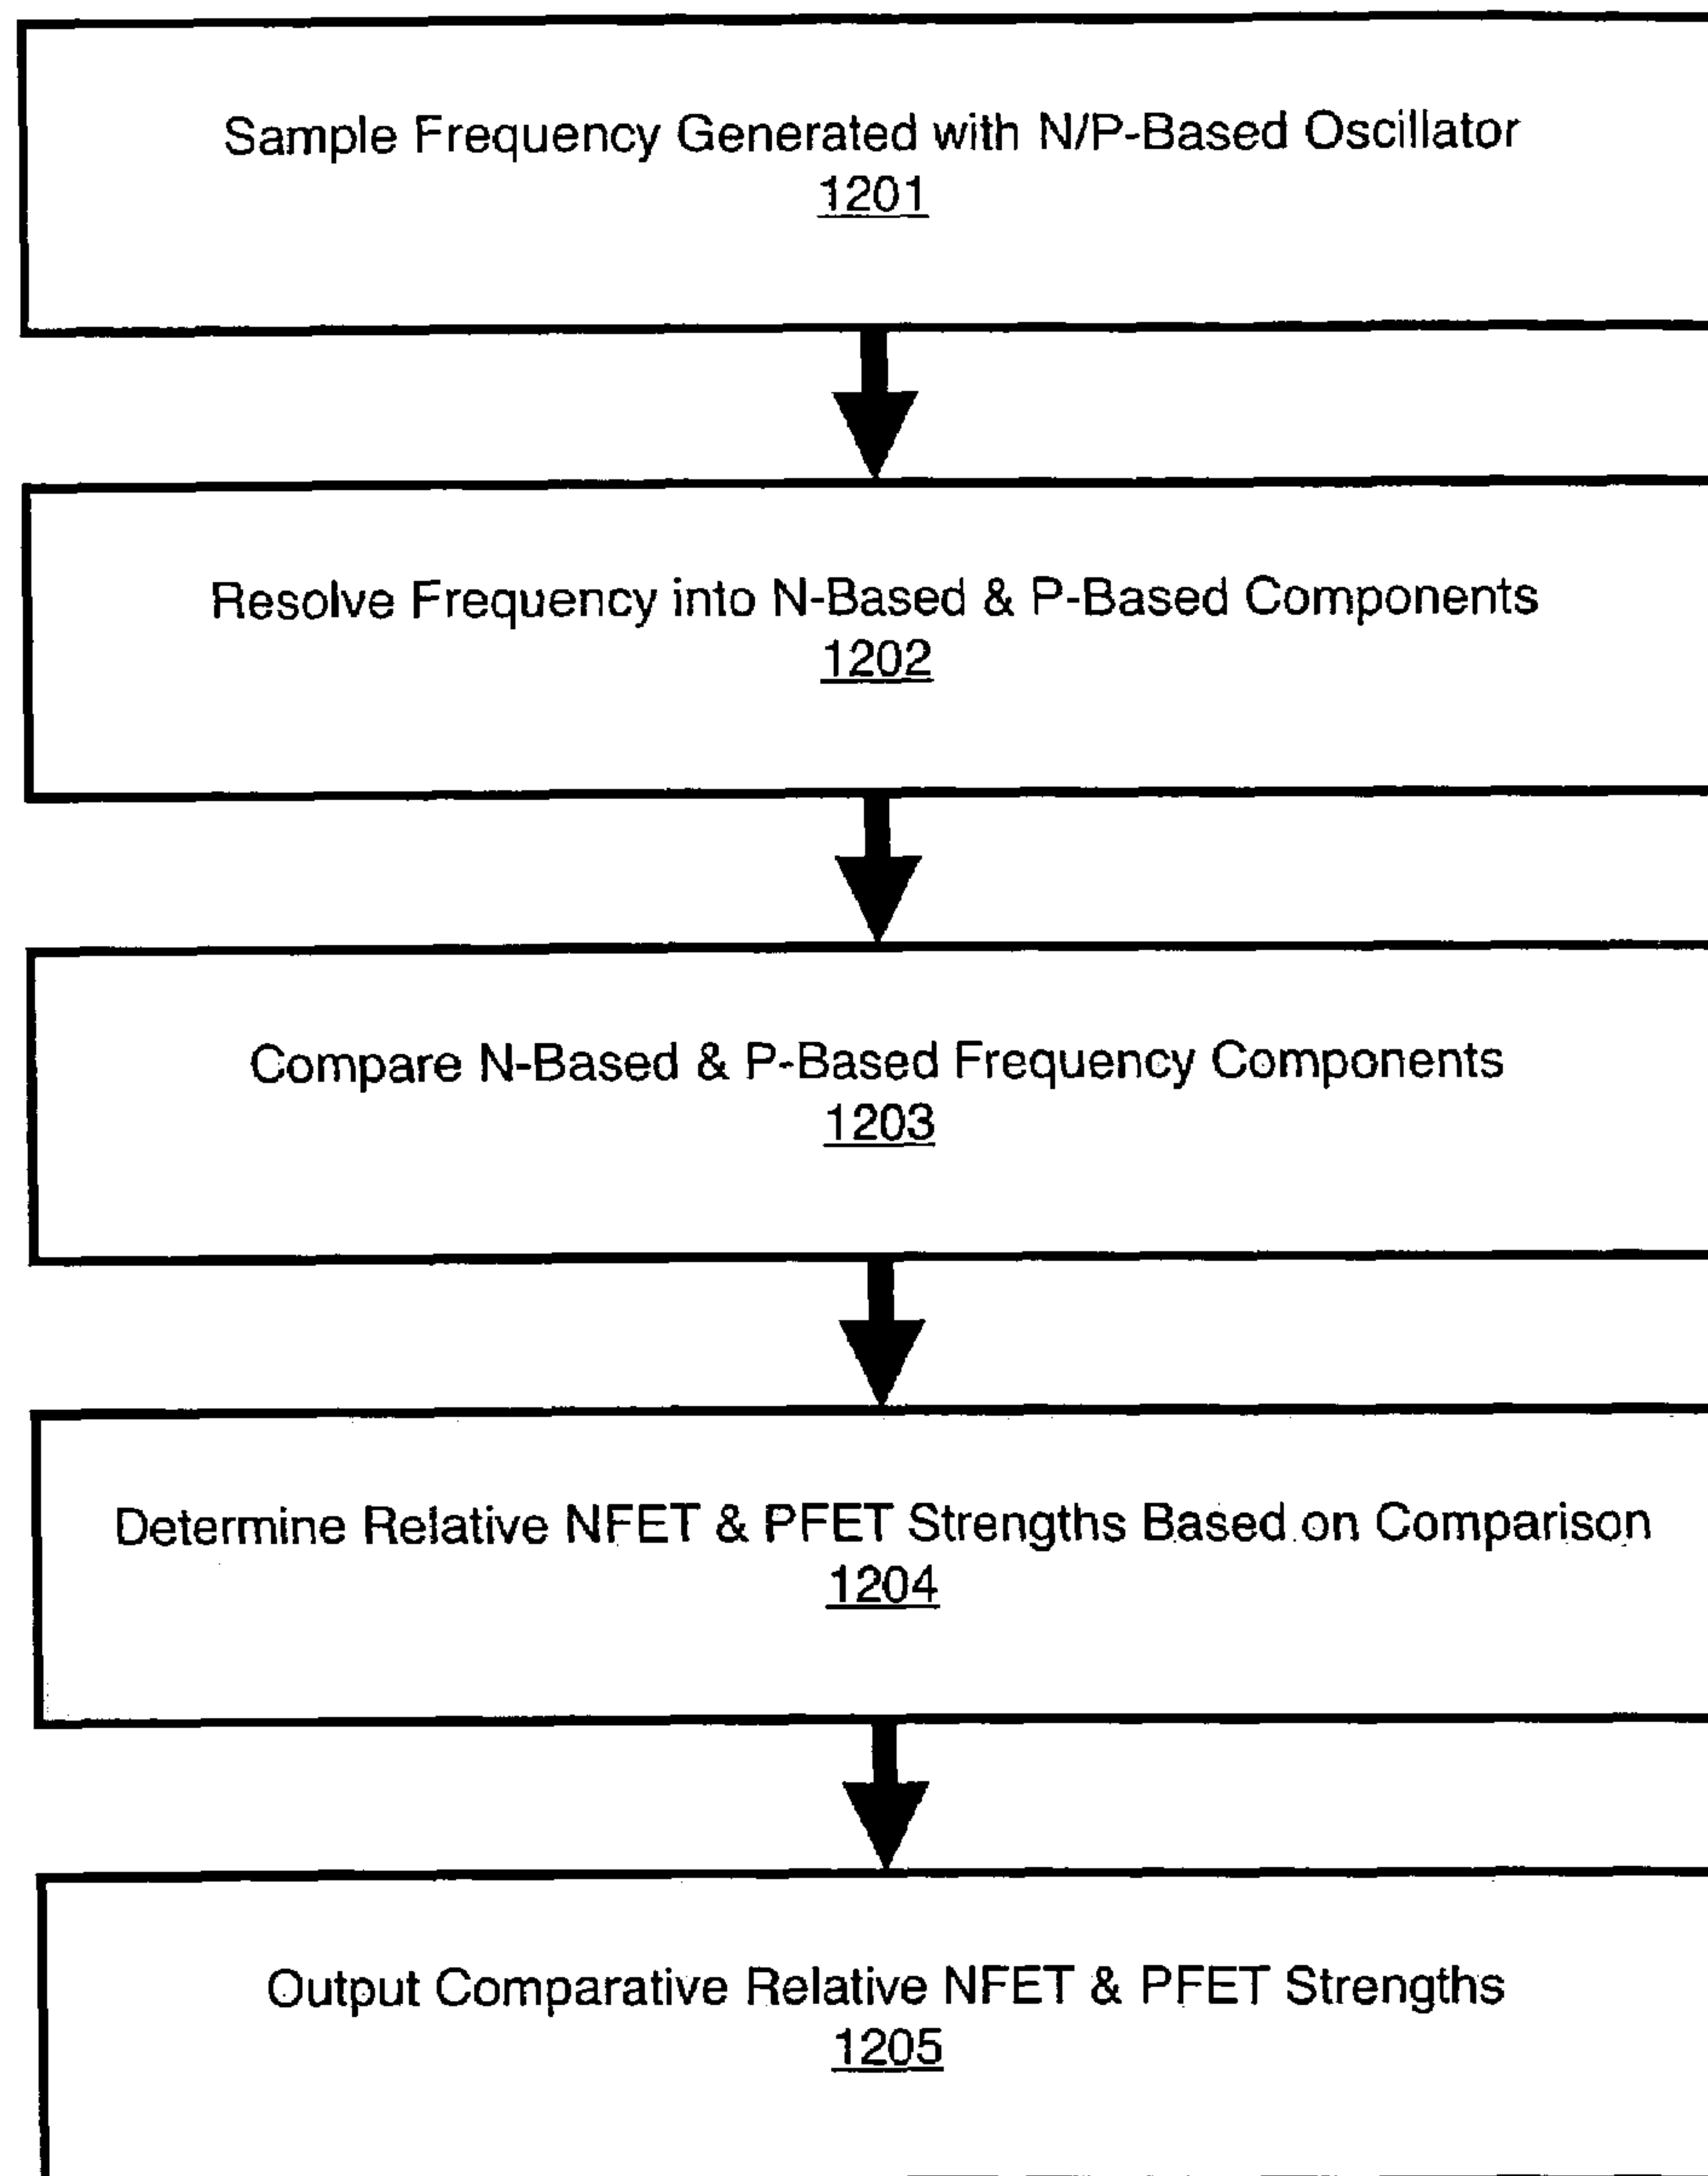 Sample Frequency Generated with N/P-Based Oscillator
1201
Resolve Frequency into N-Based & P-Based Components
1202
Compare N-Based & P-Based Frequency Components
1203
Determine Relative NFET & PFET Strengths Based on Comparison
1204
Output Comparative Relative NFET & PFET Strengths
1205